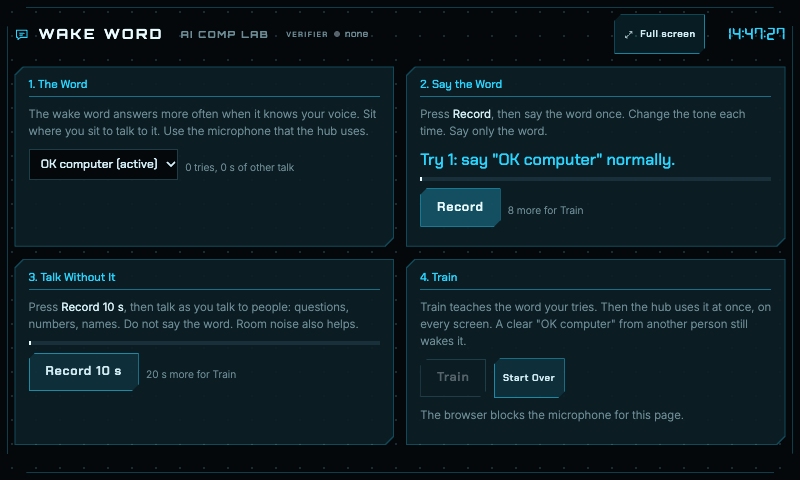 WAKE WORD
AI COMP LAB
VERIFIER none
Full screen
14:47:27
1. The Word
The wake word answers more often when it knows your voice. Sit
where you sit to talk to it. Use the microphone that the hub uses.
OK computer (active)
0 tries, 0 s of other talk
2. Say the Word
Press Record, then say the word once. Change the tone each
time. Say only the word.
Try 1: say "OK computer" normally.
Record
8 more for Train
3. Talk Without It
Press Record 10 s, then talk as you talk to people: questions,
numbers, names. Do not say the word. Room noise also helps.
Record 10 s
20 s more for Train
4. Train
Train teaches the word your tries. Then the hub uses it at once, on
every screen. A clear "OK computer" from another person still
wakes it.
Train
Start Over
The browser blocks the microphone for this page.